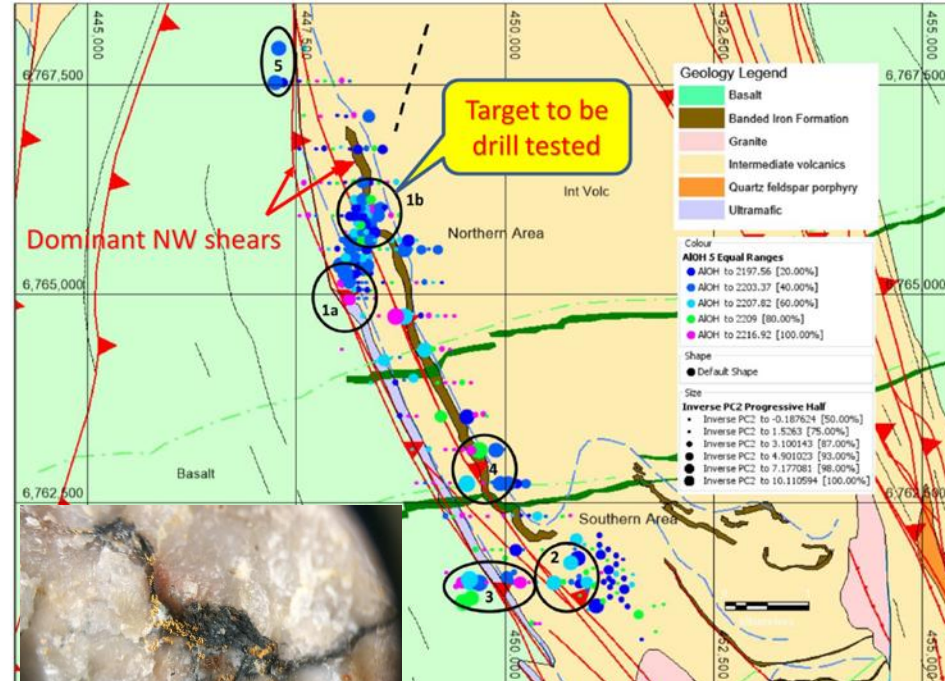 445,000
447,500
450,000
452,500
455,000
6,767,500
6,767,500
5
Target to be
drill tested
1b
Int Volc
Dominant NW shears
Northern Area
6,765,000
6,765,000
1a
Basalt
4
6,762,500
6,762,500
Southern Area
2
3
450,000
452,500
455,000
Geology Legend
Basalt
Banded Iron Formation
Granite
Intermediate volcanics
Quartz feldspar porphyry
Ultramafic
Colour
AlOH 5 Equal Ranges
AlOH to 2197.56 [20.00%]
AlOH to 2203.37 [40.00%]
AlOH to 2207.82 [60.00%]
AlOH to 2209 [80.00%]
AlOH to 2216.92 [100.00%]
Shape
Default Shape
Size
Inverse PC2 Progressive Half
Inverse PC2 to -0.187624 [50.00%]
Inverse PC2 to 1.5263 [75.00%]
Inverse PC2 to 3.100143 [87.00%]
Inverse PC2 to 4.901023 [93.00%]
Inverse PC2 to 7.177081 [98.00%]
Inverse PC2 to 10.110594 [100.00%]